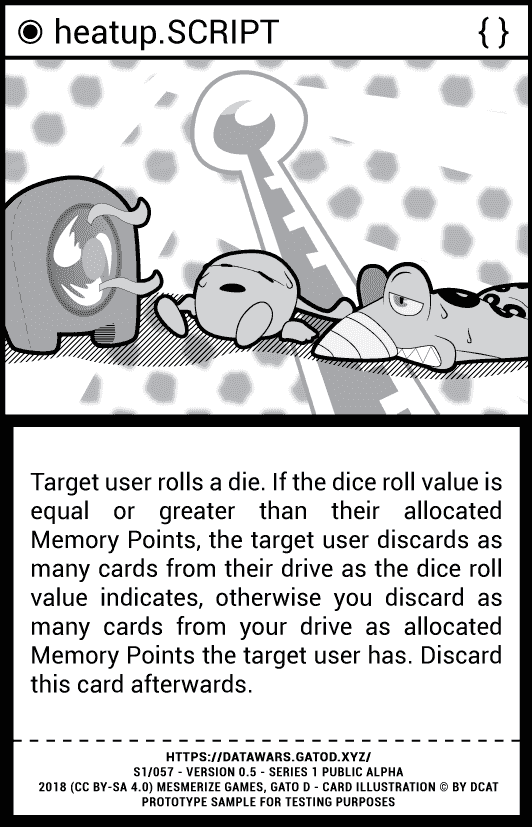 heatup.SCRIPT { }
Target user rolls a die. If the dice roll value is
equal or greater than their allocated
Memory Points, the target user discards as
many cards from their drive as the dice roll
value indicates, otherwise you discard as
many cards from your drive as allocated
Memory Points the target user has. Discard
this card afterwards.
HTTPS://DATAWARS.GATOD.XYZ/
S1/057 - VERSION 0.5 - SERIES 1 PUBLIC ALPHA
2018 (CC BY-SA 4.0) MESMERIZE GAMES, GATO D - CARD ILLUSTRATION © BY DCAT
PROTOTYPE SAMPLE FOR TESTING PURPOSES